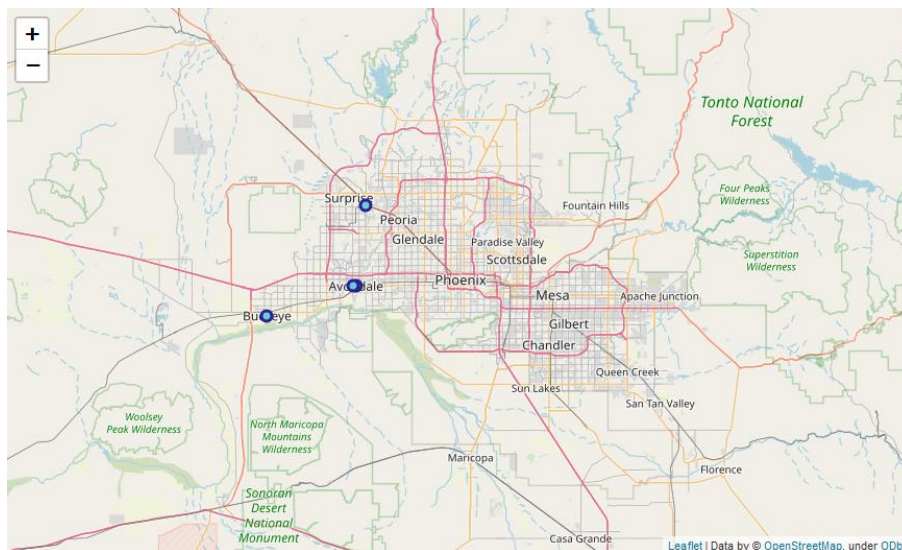 +
−
Tonto National
Forest
Four Peaks
Wilderness
Surprise
Fountain Hills
Peoria
Glendale
Paradise Valley
Scottsdale
Superstition
Wilderness
Phoenix
Mesa
Apache Junction
Gilbert
Chandler
Queen Creek
Sun Lakes
San Tan Valley
Woolsey
Peak Wilderness
North Maricopa
Mountains
Wilderness
Maricopa
Florence
Sonoran
Desert
National
Monument
Casa Grande
Leaflet | Data by © OpenStreetMap, under ODb